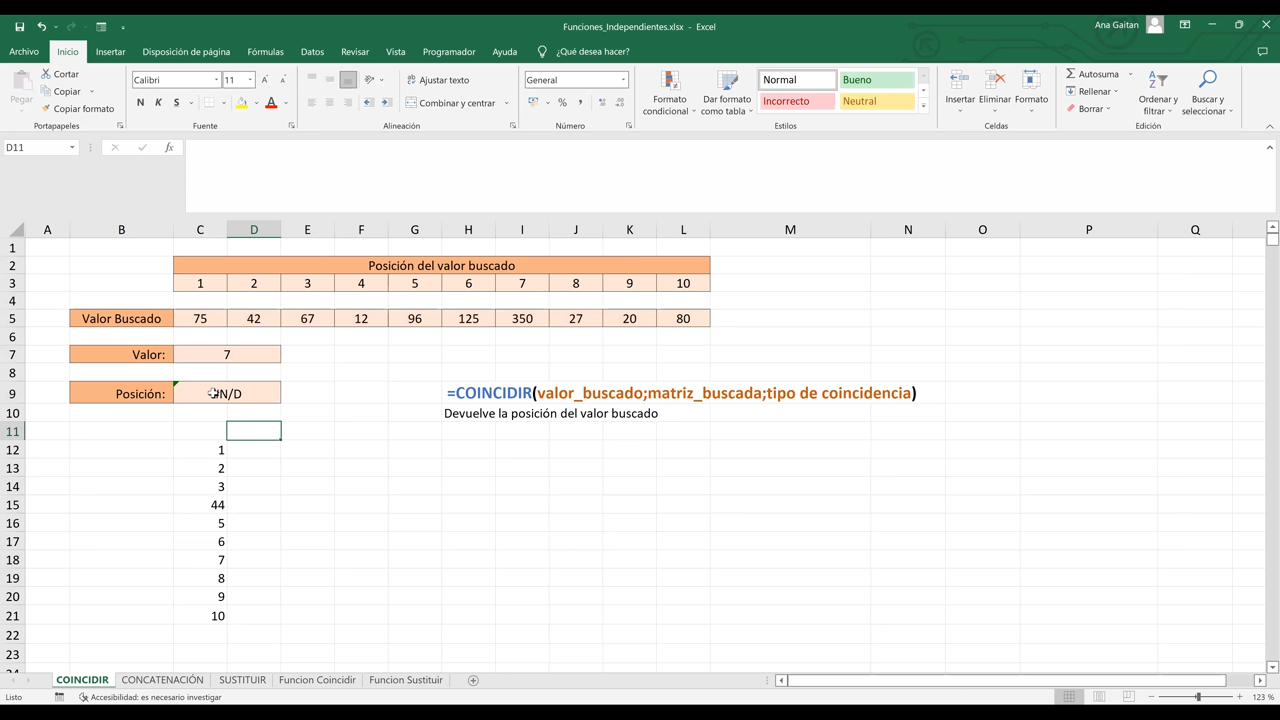 Funciones_Independientes.xlsx - Excel
Ana Gaitan
Archivo Inicio Insertar Disposición de página Fórmulas Datos Revisar Vista Programador Ayuda ¿Qué desea hacer?
Pegar
Cortar
Copiar
Copiar formato
Portapapeles
Calibri 11
N K S
Fuente
Ajustar texto
Combinar y centrar
Alineación
General
%
Número
Formato condicional
Dar formato como tabla
Normal Bueno
Incorrecto Neutral
Estilos
Insertar Eliminar Formato
Celdas
Autosuma
Rellenar
Borrar
Ordenar y filtrar
Buscar y seleccionar
Edición
D11
fx
A B C D E F G H I J K L M N O P Q
1
2 Posición del valor buscado
3 1 2 3 4 5 6 7 8 9 10
4
5 Valor Buscado 75 42 67 12 96 125 350 27 20 80
6
7 Valor: 7
8
9 Posición: #N/D =COINCIDIR(valor_buscado;matriz_buscada;tipo de coincidencia)
10 Devuelve la posición del valor buscado
11
12 1
13 2
14 3
15 44
16 5
17 6
18 7
19 8
20 9
21 10
22
23
COINCIDIR CONCATENACIÓN SUSTITUIR Funcion Coincidir Funcion Sustituir
Listo Accesibilidad: es necesario investigar 123 %